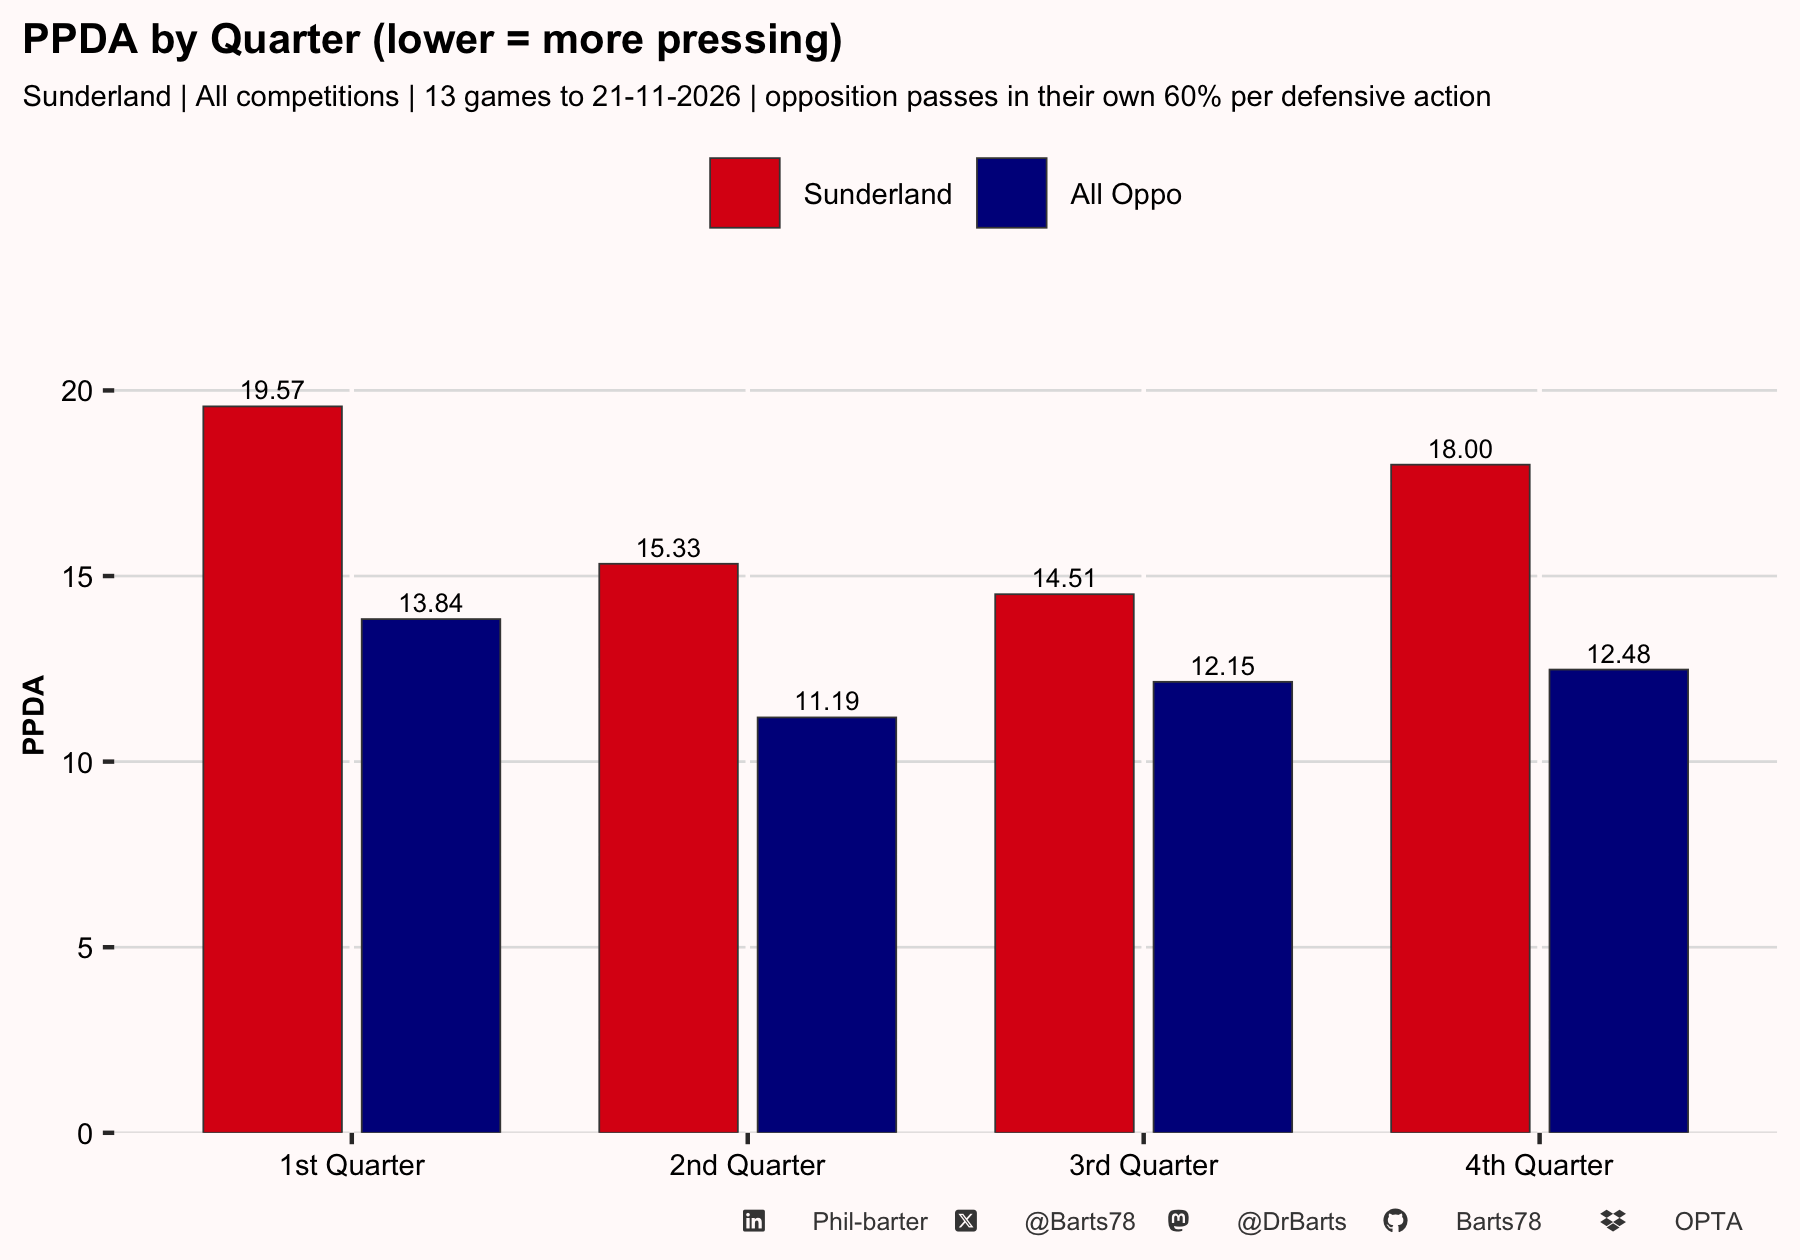 PPDA by Quarter (lower = more pressing)
Sunderland | All competitions | 13 games to 21-11-2026 | opposition passes in their own 60% per defensive action
Sunderland All Oppo
20
15
10
5
0
PPDA
19.57
13.84
15.33
11.19
14.51
12.15
18.00
12.48
1st Quarter 2nd Quarter 3rd Quarter 4th Quarter
Phil-barter @Barts78 @DrBarts Barts78 OPTA